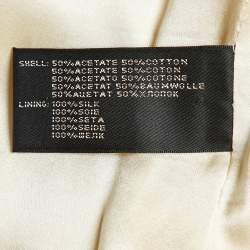 SHELL: 50%ACETATE 50%COTTON
50%ACÉTATE 50%COTON
50%ACETATO 50%COTONE
50%ACETAT 50%BAUMWOLLE
50%АЦЕТАТ 50%ХЛОПОК
LINING: 100%SILK
100%SOIE
100%SETA
100%SEIDE
100%ШЕЛК